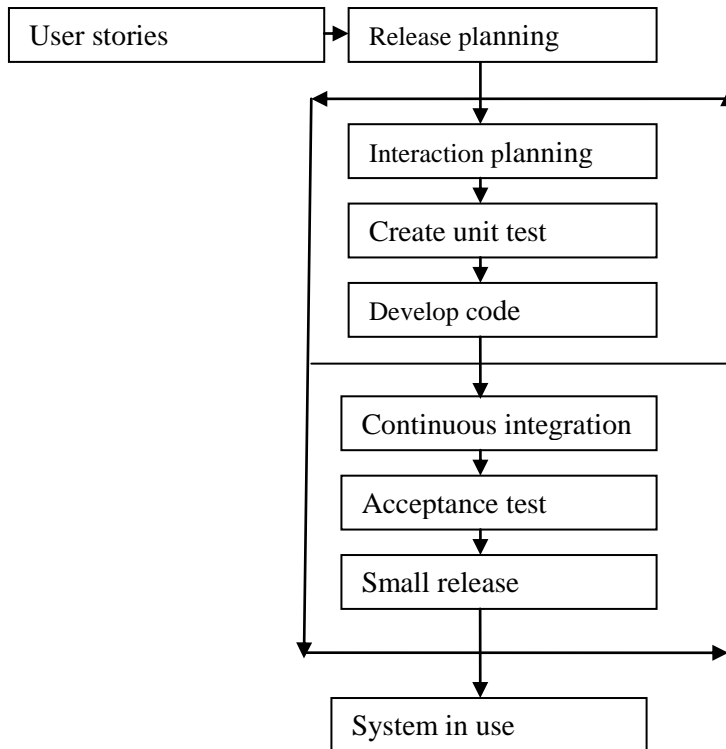 User stories
Release planning
Interaction planning
Create unit test
Develop code
Continuous integration
Acceptance test
Small release
System in use